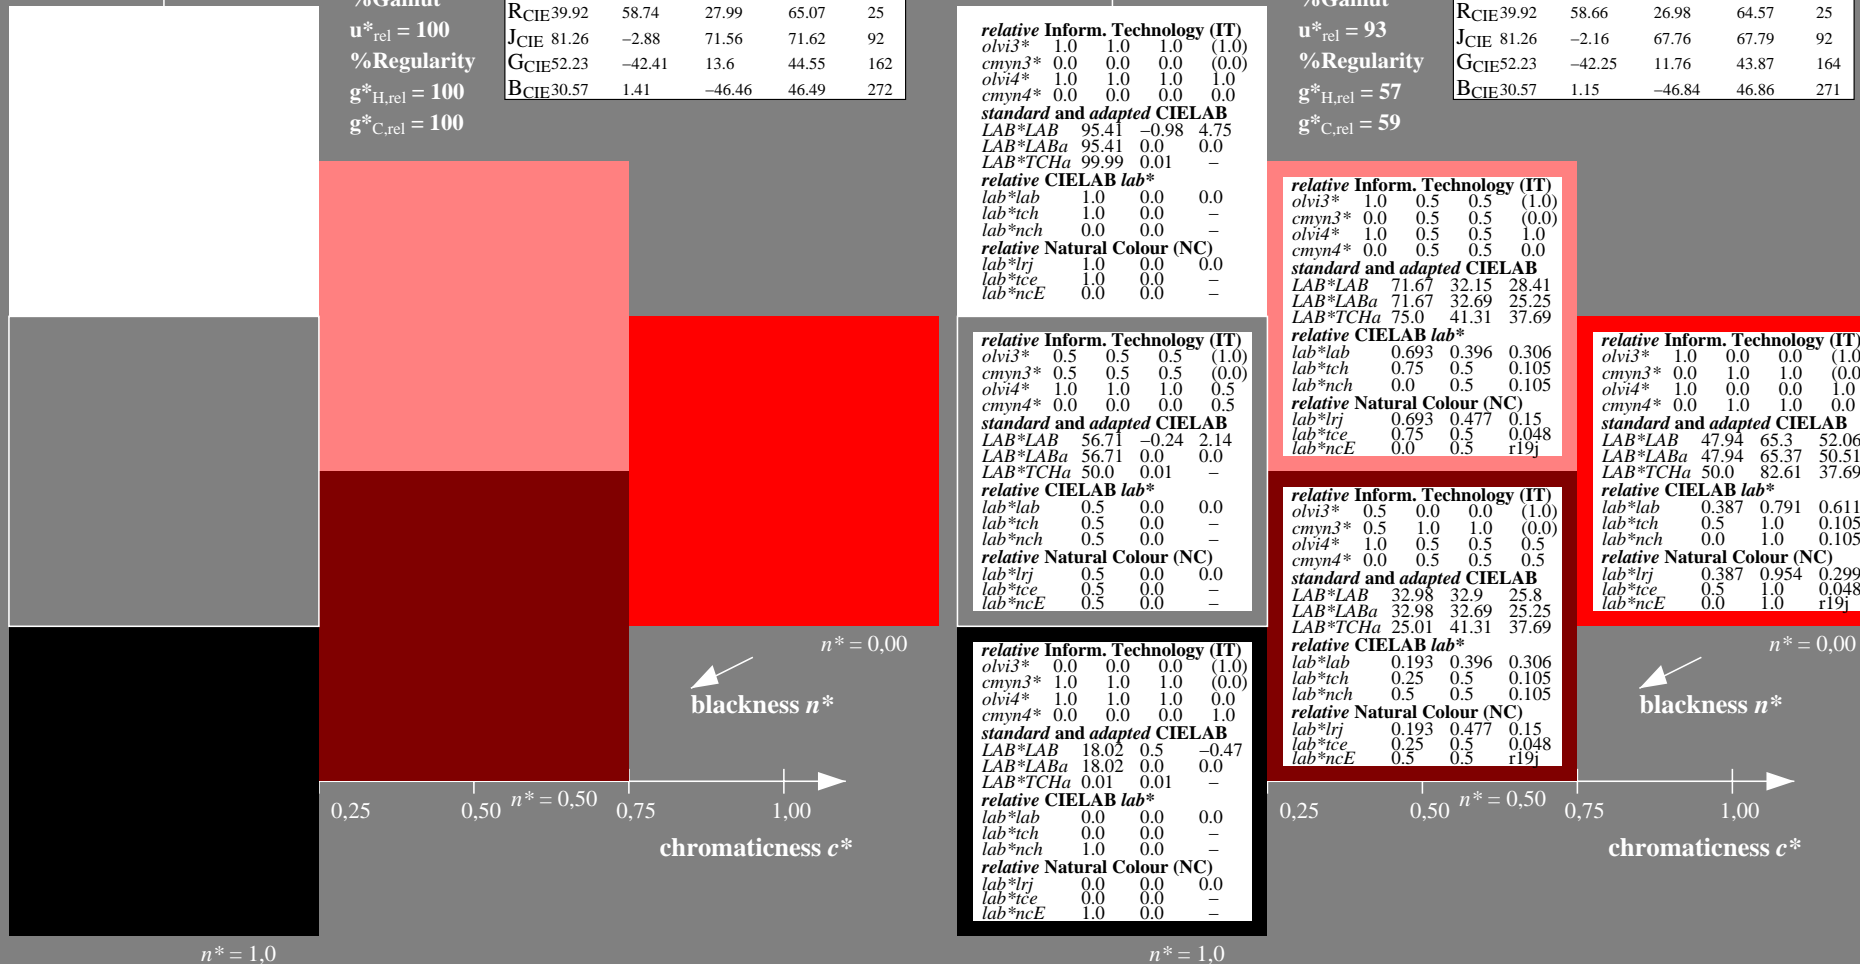 u*rel = 100
%Regularity
g*H,rel = 100
g*C,rel = 100
RCIE 39.92 58.74 27.99 65.07 25
JCIE 81.26 –2.88 71.56 71.62 92
GCIE 52.23 –42.41 13.6 44.55 162
BCIE 30.57 1.41 –46.46 46.49 272
n* = 0,00
blackness n*
0,25 0,50 n* = 0,50 0,75 1,00
chromaticness c*
n* = 1,0
relative Inform. Technology (IT)
olvi3* 1.0 1.0 1.0 (1.0)
cmyn3* 0.0 0.0 0.0 (0.0)
olvi4* 1.0 1.0 1.0 1.0
cmyn4* 0.0 0.0 0.0 0.0
standard and adapted CIELAB
LAB*LAB 95.41 –0.98 4.75
LAB*LABa 95.41 0.0 0.0
LAB*TCHa 99.99 0.01 –
relative CIELAB lab*
lab*lab 1.0 0.0 0.0
lab*tch 1.0 0.0 –
lab*nch 0.0 0.0 –
relative Natural Colour (NC)
lab*lrj 1.0 0.0 0.0
lab*tce 1.0 0.0 –
lab*ncE 0.0 0.0 –
relative Inform. Technology (IT)
olvi3* 0.5 0.5 0.5 (1.0)
cmyn3* 0.5 0.5 0.5 (0.0)
olvi4* 1.0 1.0 1.0 0.5
cmyn4* 0.0 0.0 0.0 0.5
standard and adapted CIELAB
LAB*LAB 56.71 –0.24 2.14
LAB*LABa 56.71 0.0 0.0
LAB*TCHa 50.0 0.01 –
relative CIELAB lab*
lab*lab 0.5 0.0 0.0
lab*tch 0.5 0.0 –
lab*nch 0.5 0.0 –
relative Natural Colour (NC)
lab*lrj 0.5 0.0 0.0
lab*tce 0.5 0.0 –
lab*ncE 0.5 0.0 –
relative Inform. Technology (IT)
olvi3* 0.0 0.0 0.0 (1.0)
cmyn3* 1.0 1.0 1.0 (0.0)
olvi4* 1.0 1.0 1.0 0.0
cmyn4* 0.0 0.0 0.0 1.0
standard and adapted CIELAB
LAB*LAB 18.02 0.5 –0.47
LAB*LABa 18.02 0.0 0.0
LAB*TCHa 0.01 0.01 –
relative CIELAB lab*
lab*lab 0.0 0.0 0.0
lab*tch 0.0 0.0 –
lab*nch 1.0 0.0 –
relative Natural Colour (NC)
lab*lrj 0.0 0.0 0.0
lab*tce 0.0 0.0 –
lab*ncE 1.0 0.0 –
n* = 1,0
u*rel = 93
%Regularity
g*H,rel = 57
g*C,rel = 59
RCIE 39.92 58.66 26.98 64.57 25
JCIE 81.26 –2.16 67.76 67.79 92
GCIE 52.23 –42.25 11.76 43.87 164
BCIE 30.57 1.15 –46.84 46.86 271
relative Inform. Technology (IT)
olvi3* 1.0 0.5 0.5 (1.0)
cmyn3* 0.0 0.5 0.5 (0.0)
olvi4* 1.0 0.5 0.5 1.0
cmyn4* 0.0 0.5 0.5 0.0
standard and adapted CIELAB
LAB*LAB 71.67 32.15 28.41
LAB*LABa 71.67 32.69 25.25
LAB*TCHa 75.0 41.31 37.69
relative CIELAB lab*
lab*lab 0.693 0.396 0.306
lab*tch 0.75 0.5 0.105
lab*nch 0.0 0.5 0.105
relative Natural Colour (NC)
lab*lrj 0.693 0.477 0.15
lab*tce 0.75 0.5 0.048
lab*ncE 0.0 0.5 r19j
relative Inform. Technology (IT)
olvi3* 0.5 0.0 0.0 (1.0)
cmyn3* 0.5 1.0 1.0 (0.0)
olvi4* 1.0 0.5 0.5 0.5
cmyn4* 0.0 0.5 0.5 0.5
standard and adapted CIELAB
LAB*LAB 32.98 32.9 25.8
LAB*LABa 32.98 32.69 25.25
LAB*TCHa 25.01 41.31 37.69
relative CIELAB lab*
lab*lab 0.193 0.396 0.306
lab*tch 0.25 0.5 0.105
lab*nch 0.5 0.5 0.105
relative Natural Colour (NC)
lab*lrj 0.193 0.477 0.15
lab*tce 0.25 0.5 0.048
lab*ncE 0.5 0.5 r19j
relative Inform. Technology (IT)
olvi3* 1.0 0.0 0.0 (1.0
cmyn3* 0.0 1.0 1.0 (0.0
olvi4* 1.0 0.0 0.0 1.0
cmyn4* 0.0 1.0 1.0 0.0
standard and adapted CIELAB
LAB*LAB 47.94 65.3 52.06
LAB*LABa 47.94 65.37 50.51
LAB*TCHa 50.0 82.61 37.69
relative CIELAB lab*
lab*lab 0.387 0.791 0.611
lab*tch 0.5 1.0 0.105
lab*nch 0.0 1.0 0.105
relative Natural Colour (NC)
lab*lrj 0.387 0.954 0.299
lab*tce 0.5 1.0 0.048
lab*ncE 0.0 1.0 r19j
n* = 0,00
blackness n*
0,25 0,50 n* = 0,50 0,75 1,00
chromaticness c*